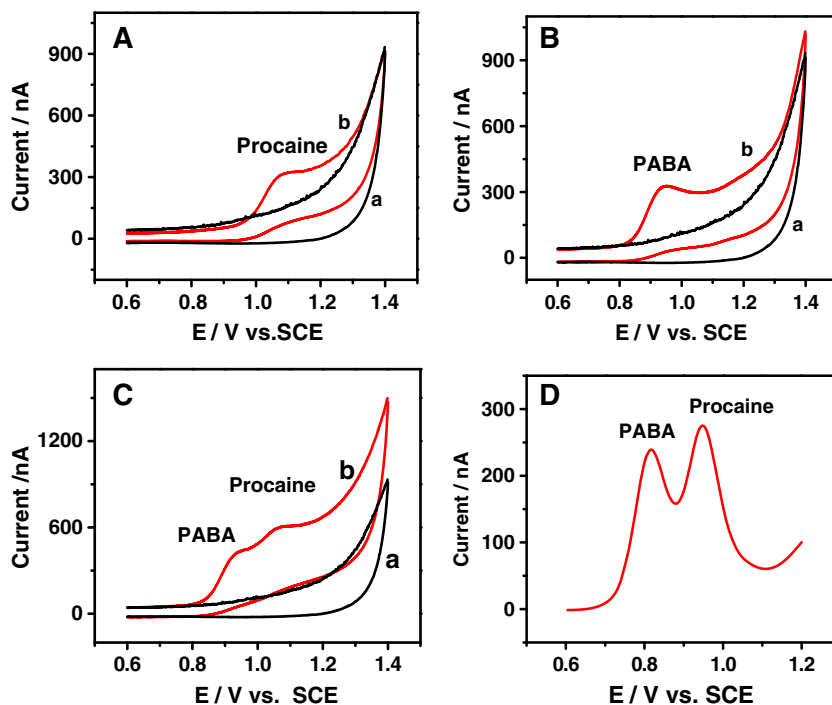 A
Current / nA
900
600
300
0
Procaine
b
a
0.6 0.8 1.0 1.2 1.4
E / V vs.SCE
B
Current / nA
900
600
300
0
PABA
b
a
0.6 0.8 1.0 1.2 1.4
E / V vs. SCE
C
Current /nA
1200
600
0
PABA
Procaine
b
a
0.6 0.8 1.0 1.2 1.4
E / V vs. SCE
D
Current / nA
300
200
100
0
PABA
Procaine
0.6 0.8 1.0 1.2
E / V vs. SCE